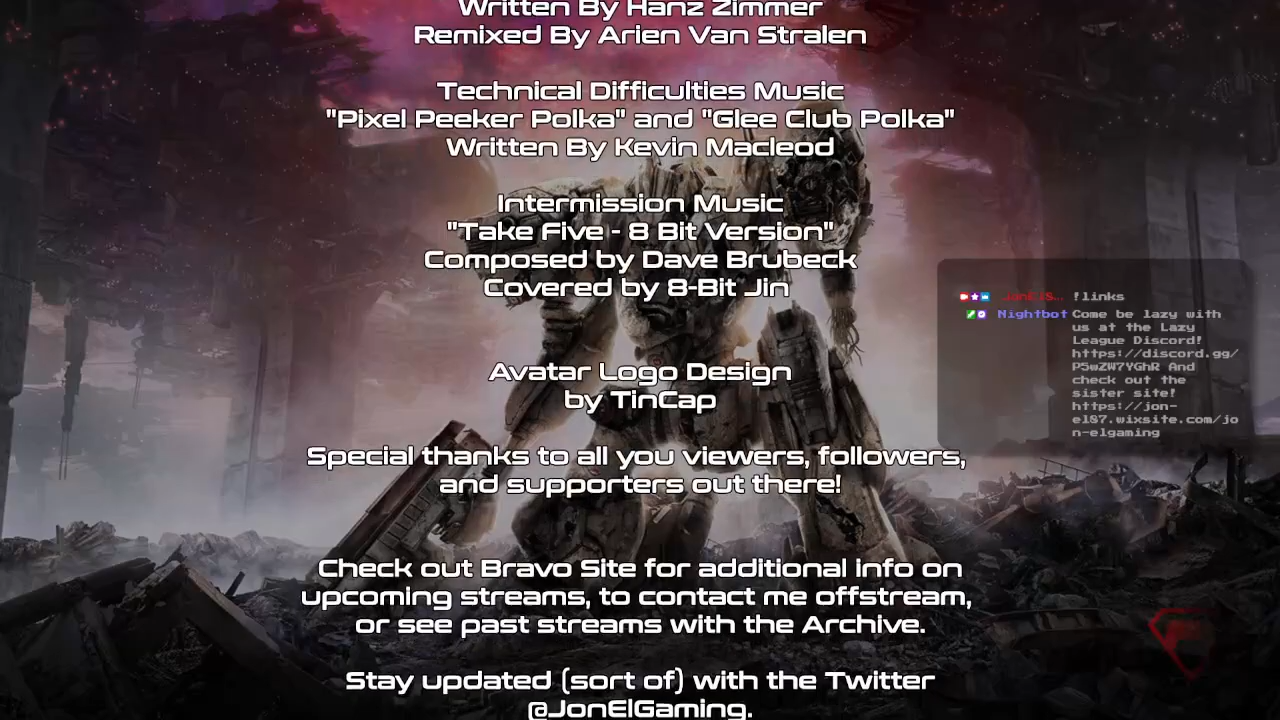 Written By Hanz Zimmer
Remixed By Arien Van Stralen
Technical Difficulties Music
"Pixel Peeker Polka" and "Glee Club Polka"
Written By Kevin Macleod
Intermission Music
"Take Five - 8 Bit Version"
Composed by Dave Brubeck
Covered by 8-Bit Jin
Avatar Logo Design
by TinCap
Special thanks to all you viewers, followers,
and supporters out there!
Check out Bravo Site for additional info on
upcoming streams, to contact me offstream,
or see past streams with the Archive.
Stay updated (sort of) with the Twitter
@JonElGaming.
!links
Nightbot Come be lazy with
us at the Lazy
League Discord!
https://discord.gg/
P5wZW7YGhR And
check out the
sister site!
https://jon-
el87.wixsite.com/jo
n-elgaming